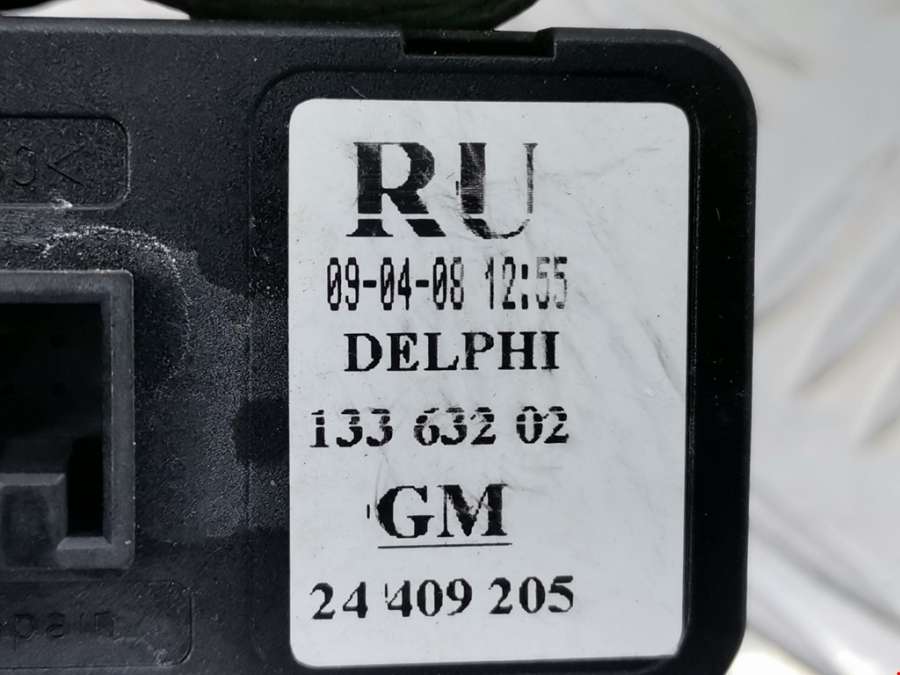 RU
09-04-08 12:55
DELPHI
133 632 02
GM
24 409 205